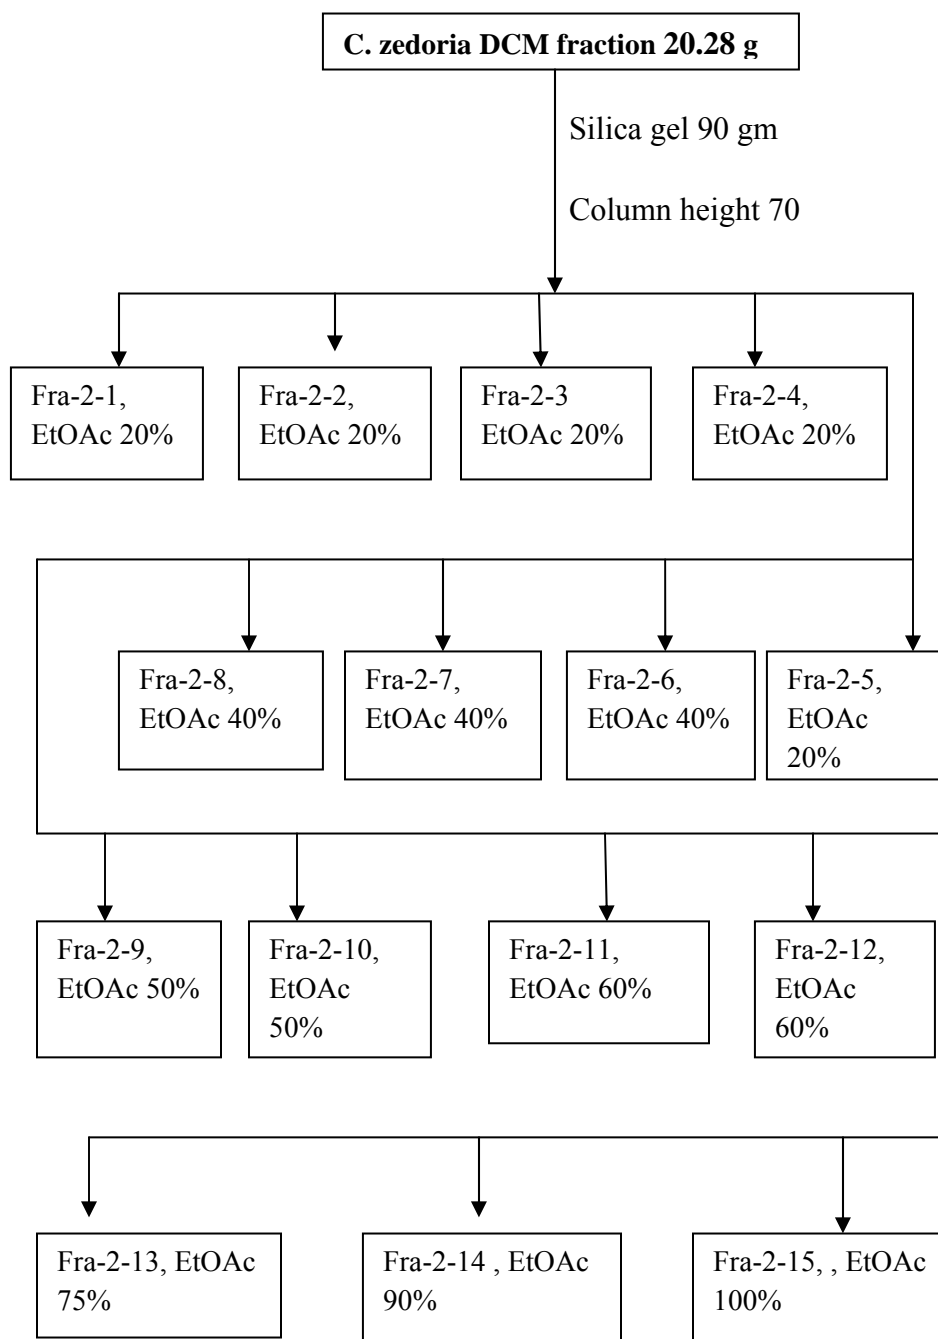 C. zedoria DCM fraction 20.28 g
Silica gel 90 gm
Column height 70
Fra-2-1,
EtOAc 20%
Fra-2-2,
EtOAc 20%
Fra-2-3
EtOAc 20%
Fra-2-4,
EtOAc 20%
Fra-2-8,
EtOAc 40%
Fra-2-7,
EtOAc 40%
Fra-2-6,
EtOAc 40%
Fra-2-5,
EtOAc
20%
Fra-2-9,
EtOAc 50%
Fra-2-10,
EtOAc
50%
Fra-2-11,
EtOAc 60%
Fra-2-12,
EtOAc
60%
Fra-2-13, EtOAc
75%
Fra-2-14 , EtOAc
90%
Fra-2-15, , EtOAc
100%